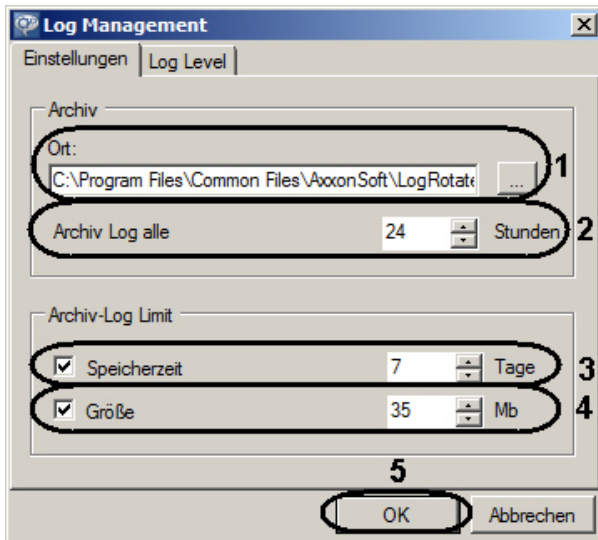 Log Management
Einstellungen
Log Level
Archiv
Ort:
C:\Program Files\Common Files\AxxonSoft\LogRotate
...
1
Archiv Log alle
24
Stunden
2
Archiv-Log Limit
Speicherzeit
7
Tage
3
Größe
35
Mb
4
5
OK
Abbrechen